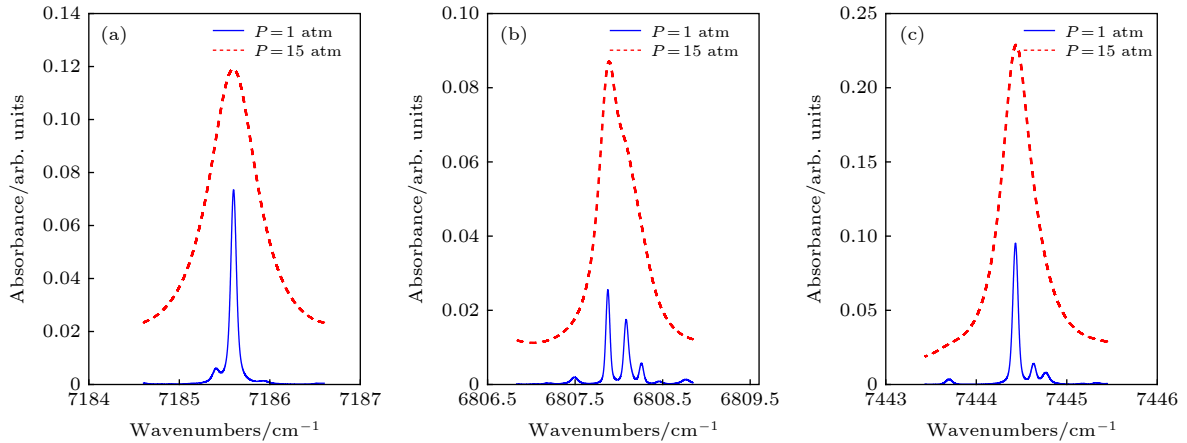 (a)
P=1 atm
P=15 atm
0.14
0.12
0.10
0.08
0.06
0.04
0.02
0
Absorbance/arb. units
7184
7185
7186
7187
Wavenumbers/cm⁻¹
(b)
P=1 atm
P=15 atm
0.10
0.08
0.06
0.04
0.02
0
Absorbance/arb. units
6806.5
6807.5
6808.5
6809.5
Wavenumbers/cm⁻¹
(c)
P=1 atm
P=15 atm
0.25
0.20
0.15
0.10
0.05
0
Absorbance/arb. units
7443
7444
7445
7446
Wavenumbers/cm⁻¹